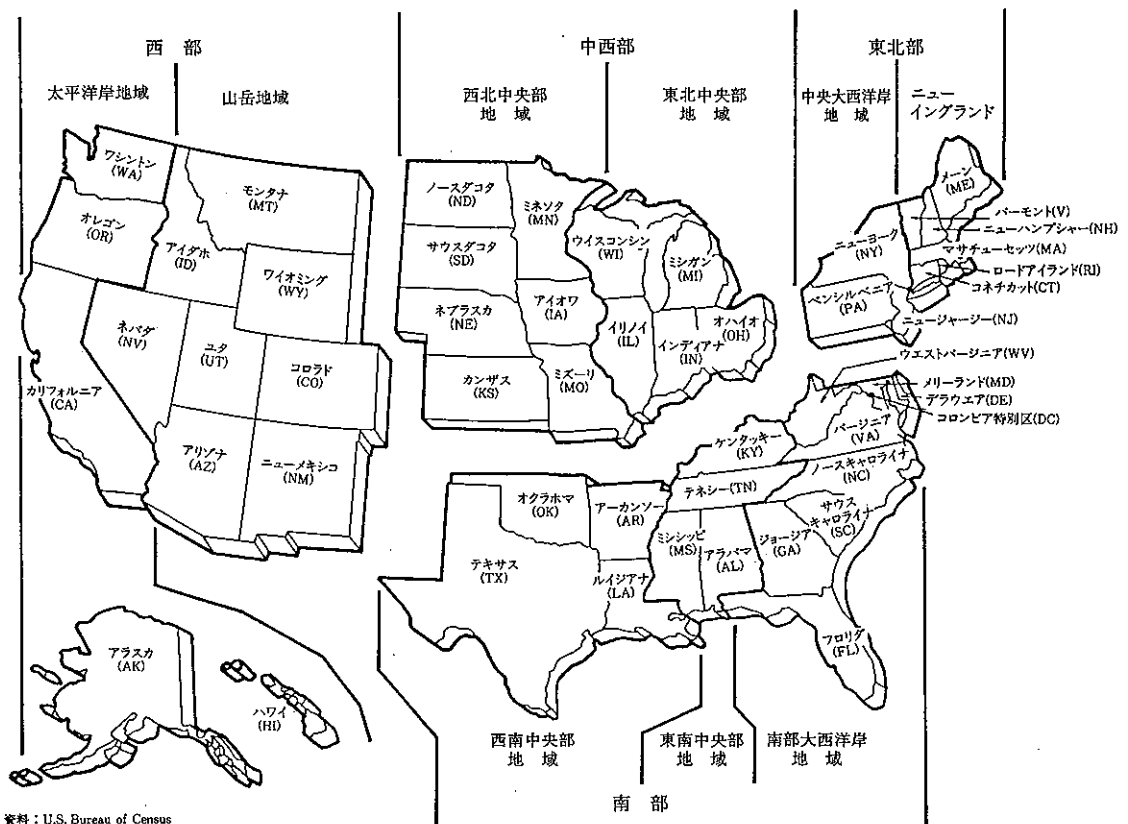 西 部
中西部
東北部
太平洋岸地域
山岳地域
西北中央部
地 域
東北中央部
地 域
中央大西洋岸
地 域
ニュー
イングランド
ワシントン
(WA)
モンタナ
(MT)
オレゴン
(OR)
アイダホ
(ID)
ワイオミング
(WY)
ネバダ
(NV)
ユタ
(UT)
コロラド
(CO)
カリフォルニア
(CA)
アリゾナ
(AZ)
ニューメキシコ
(NM)
アラスカ
(AK)
ハワイ
(HI)
ノースダコタ
(ND)
ミネソタ
(MN)
サウスダコタ
(SD)
ウイスコンシン
(WI)
ミシガン
(MI)
ネブラスカ
(NE)
アイオワ
(IA)
イリノイ
(IL)
インディアナ
(IN)
オハイオ
(OH)
カンザス
(KS)
ミズーリ
(MO)
メーン
(ME)
バーモント(V)
ニューハンプシャー(NH)
ニューヨーク
(NY)
マサチューセッツ(MA)
ロードアイランド(RI)
コネチカット(CT)
ペンシルベニア
(PA)
ニュージャージー(NJ)
ウエストバージニア(WV)
メリーランド(MD)
デラウエア(DE)
コロンビア特別区(DC)
バージニア
(VA)
ケンタッキー
(KY)
ノースキャロライナ
(NC)
テネシー(TN)
サウス
キャロライナ
(SC)
オクラホマ
(OK)
アーカンソー
(AR)
ミシシッピ
(MS)
アラバマ
(AL)
ジョージア
(GA)
テキサス
(TX)
ルイジアナ
(LA)
フロリダ
(FL)
西南中央部
地 域
東南中央部
地 域
南部大西洋岸
地 域
南 部
資料：U.S. Bureau of Census